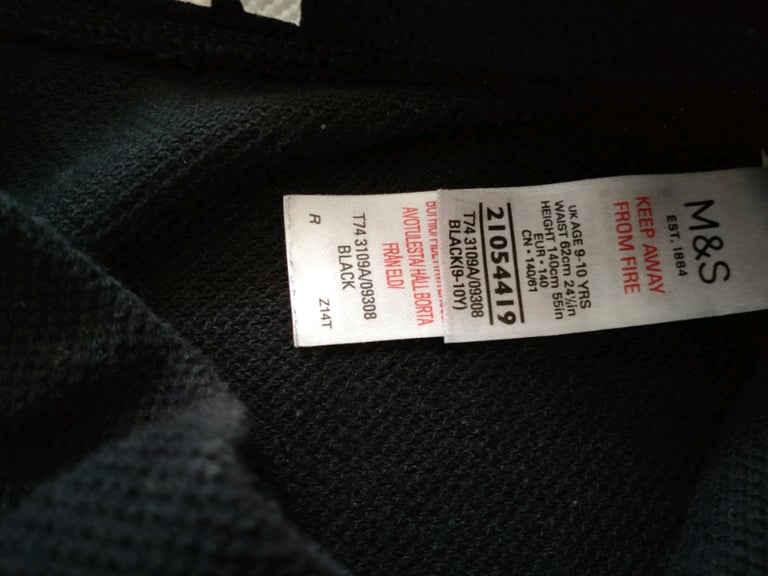 M&S
EST. 1884
KEEP AWAY
FROM FIRE
UK AGE 9-10 YRS
WAIST 62cm 24½in
HEIGHT 140cm 55in
EUR • 140
CN • 140/61
21054419
T74 3109A/09308
BLACK(9-10Y)
AVOTULESTA/HÅLL BORTA
FRÅN ELD/
T74 3109A/09308
BLACK
Z14T
R